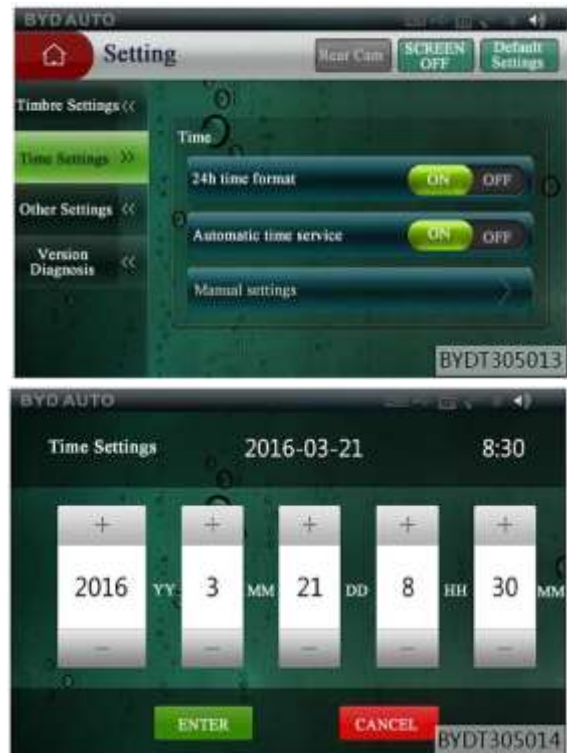 BYD AUTO
Setting
Rear Cam
SCREEN OFF
Default Settings
Timbre Settings <<
Time Settings >>
Other Settings <<
Version Diagnosis <<
Time
24h time format ON OFF
Automatic time service ON OFF
Manual settings >
BYDT305013
BYD AUTO
Time Settings 2016-03-21 8:30
+ + + + +
2016 YY 3 MM 21 DD 8 HH 30 MM
− − − − −
ENTER CANCEL
BYDT305014